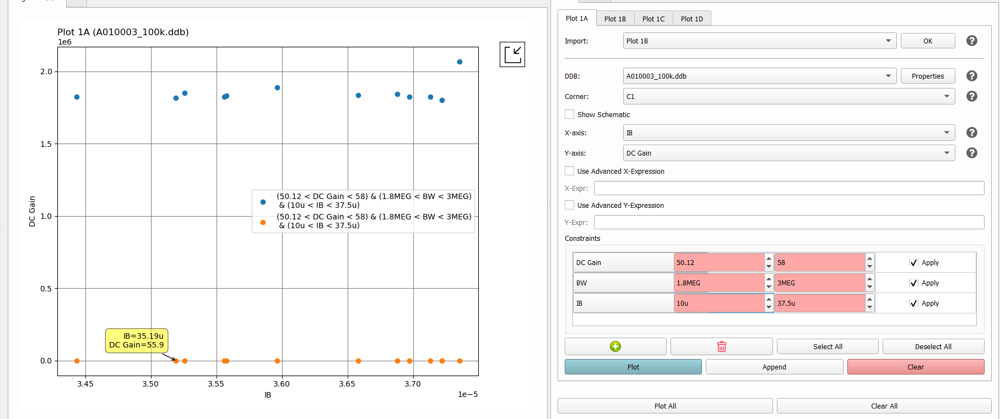 Plot 1A (A010003_100k.ddb)
1e6
2.0
1.5
1.0
0.5
0.0
DC Gain
(50.12 < DC Gain < 58) & (1.8MEG < BW < 3MEG)
& (10u < IB < 37.5u)
(50.12 < DC Gain < 58) & (1.8MEG < BW < 3MEG)
& (10u < IB < 37.5u)
IB=35.19u
DC Gain=55.9
3.45 3.50 3.55 3.60 3.65 3.70
IB
1e−5
Plot 1A Plot 1B Plot 1C Plot 1D
Import: Plot 1B OK ?
DDB: A010003_100k.ddb Properties ?
Corner: C1 ?
Show Schematic
X-axis: IB ?
Y-axis: DC Gain ?
Use Advanced X-Expression
X-Expr:
Use Advanced Y-Expression
Y-Expr:
Constraints
DC Gain 50.12 58 Apply
BW 1.8MEG 3MEG Apply
IB 10u 37.5u Apply
Select All Deselect All
Plot Append Clear
Plot All Clear All